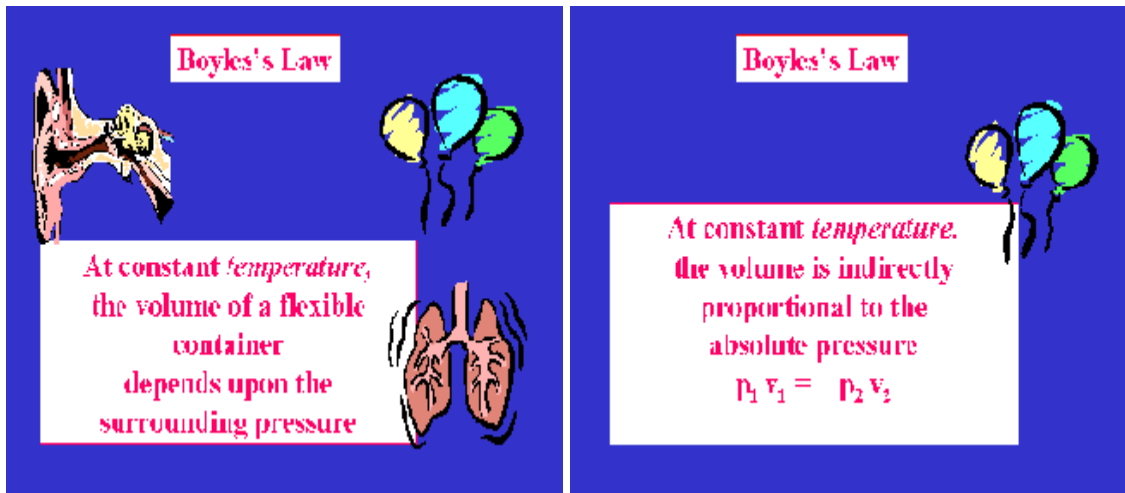 Boyles's Law
At constant temperature,
the volume of a flexible
container
depends upon the
surrounding pressure
Boyles's Law
At constant temperature.
the volume is indirectly
proportional to the
absolute pressure
p₁ v₁ = p₂ v₂